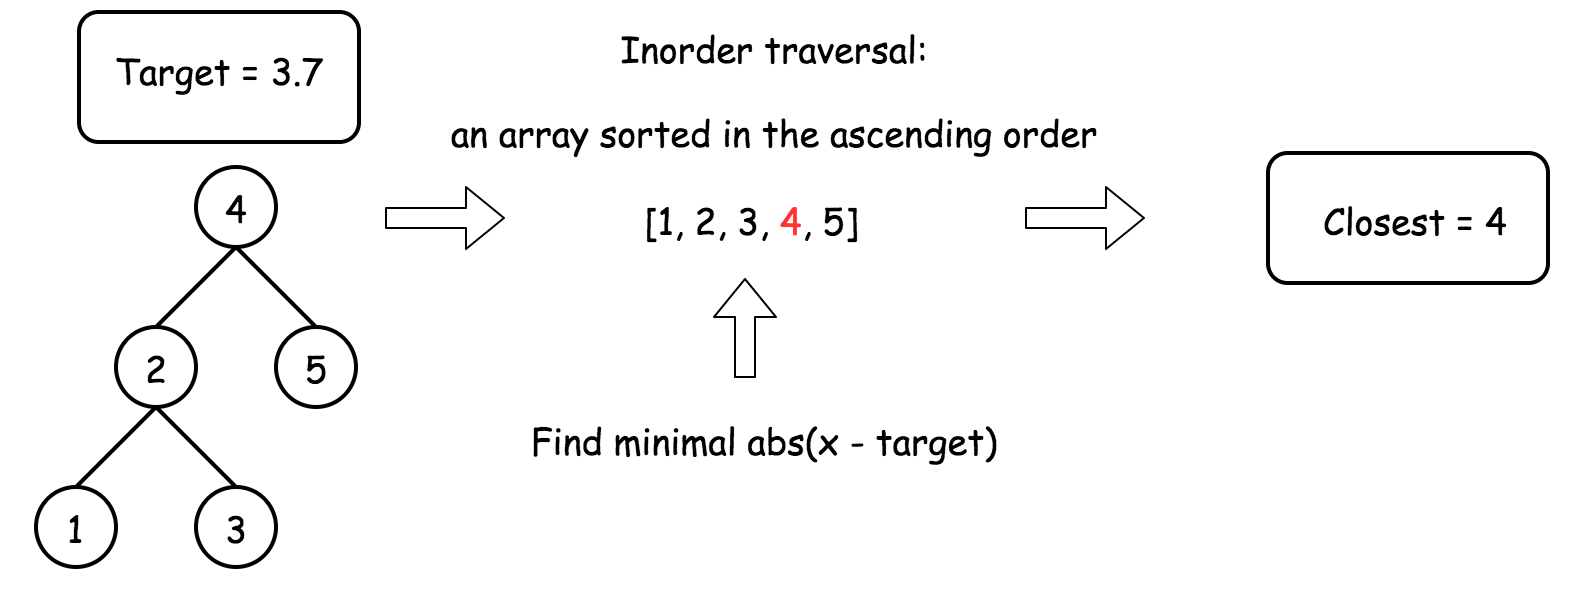 Target = 3.7
Inorder traversal:
an array sorted in the ascending order
4
[1, 2, 3, 4, 5]
Closest = 4
2
5
Find minimal abs(x - target)
1
3